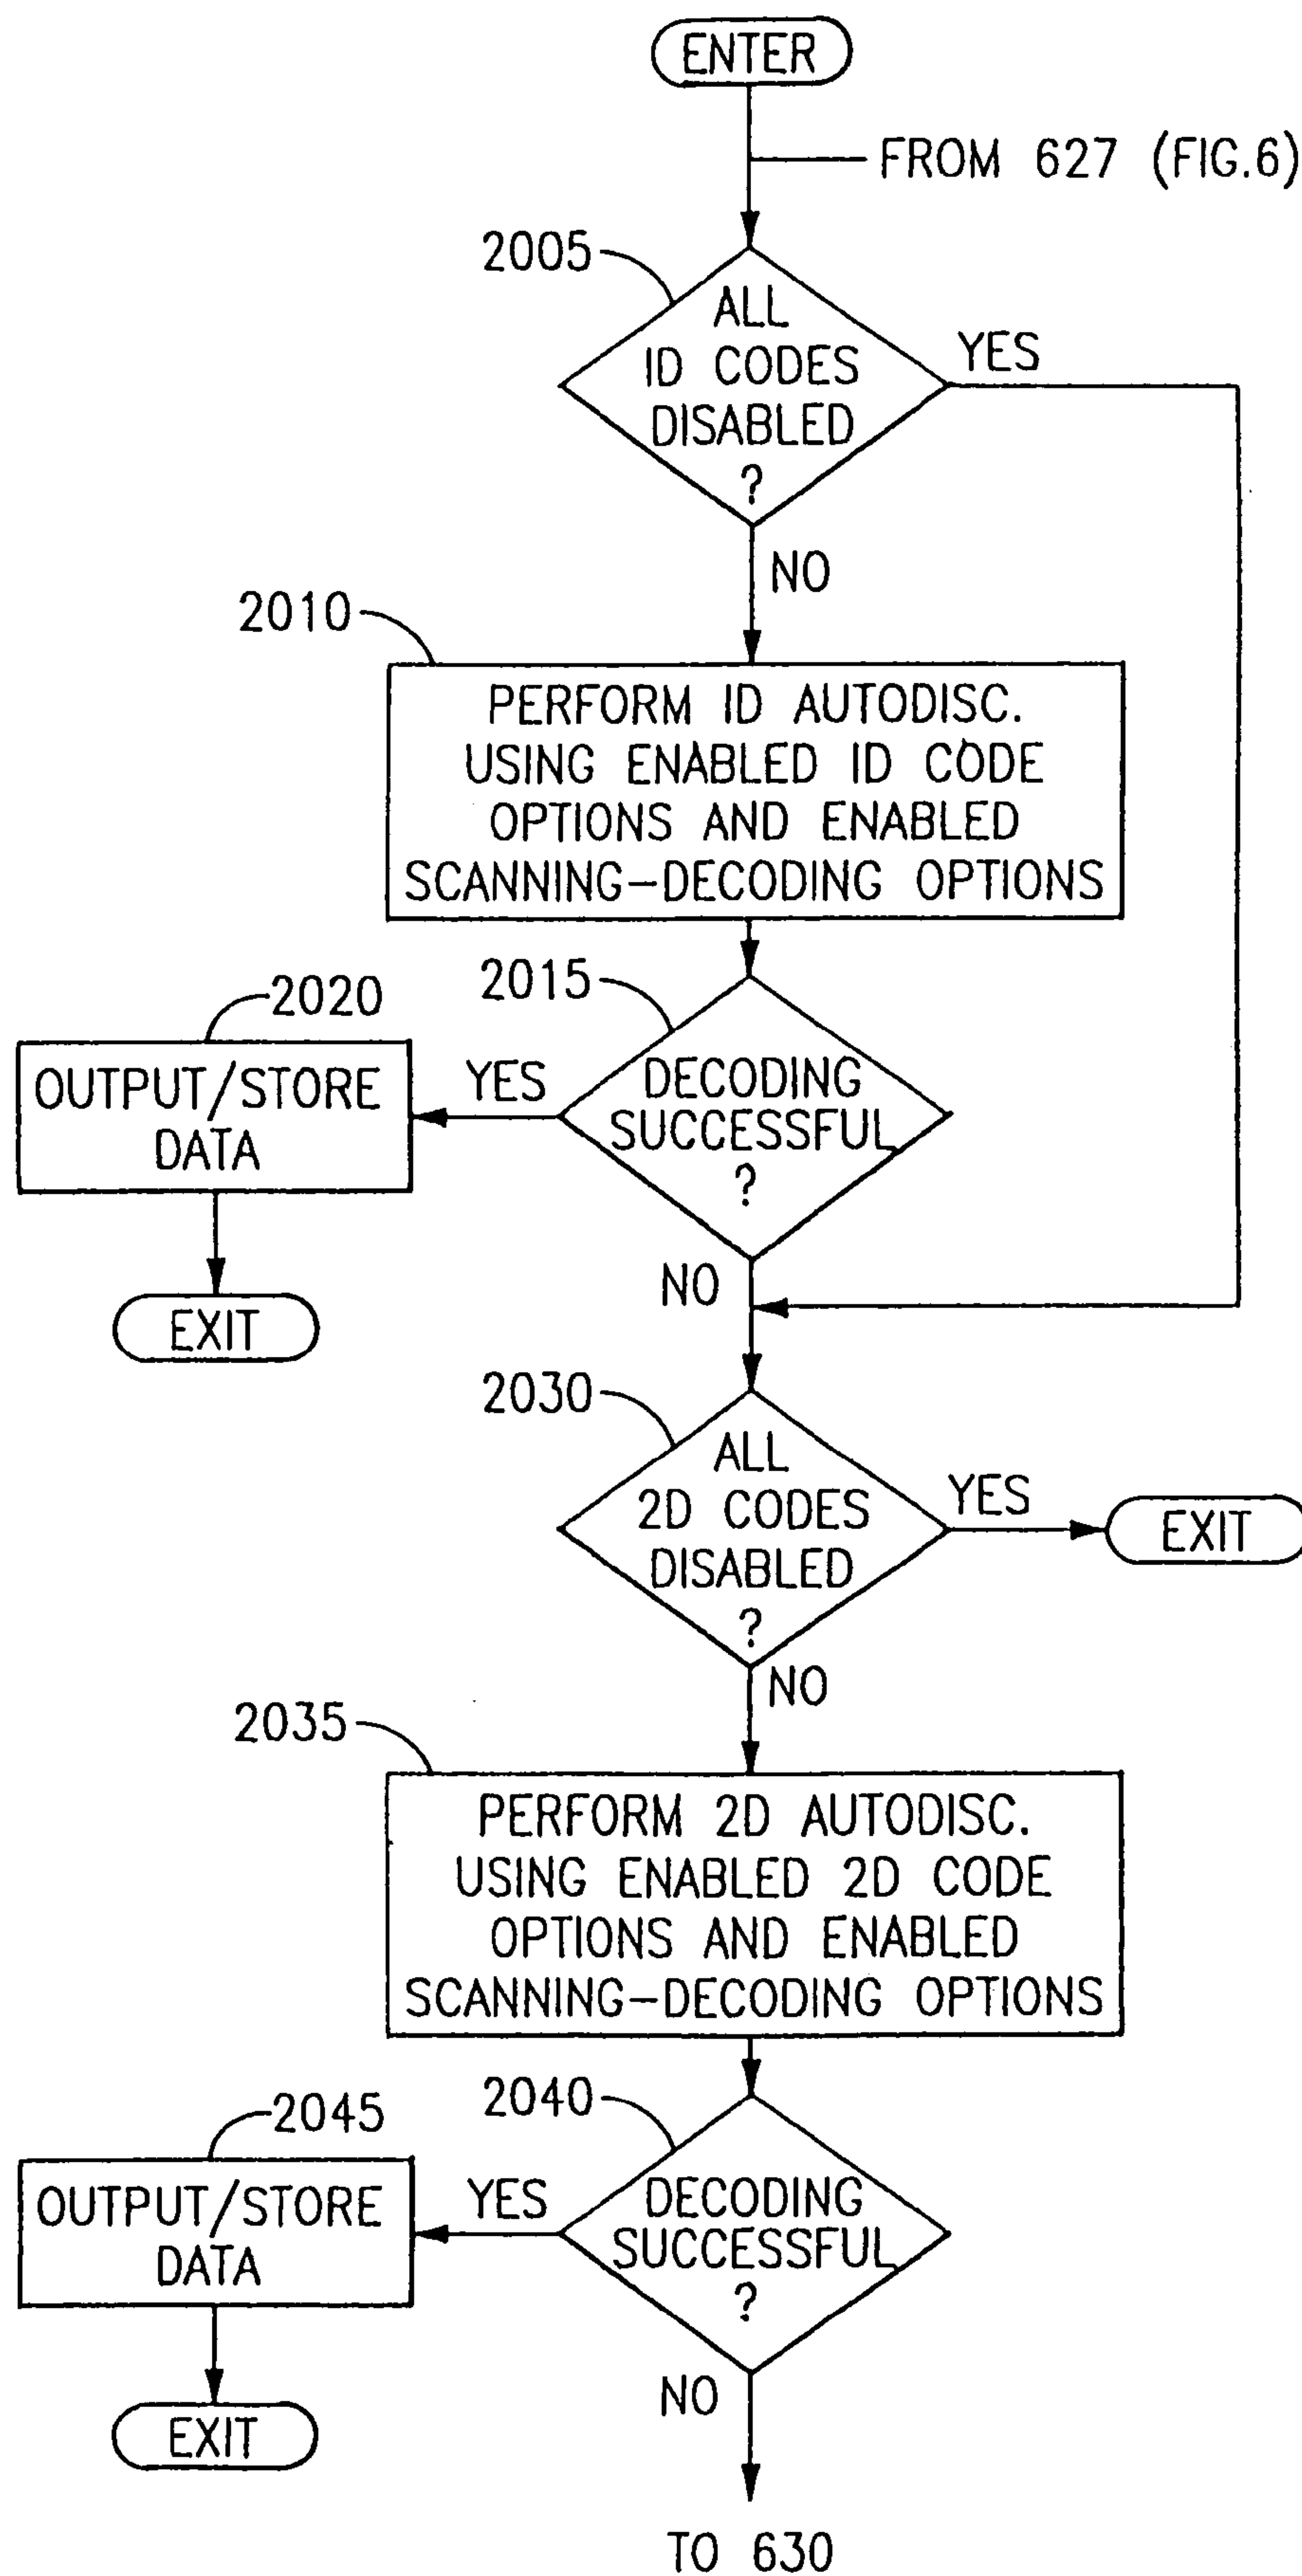 ENTER
FROM 627 (FIG.6)
2005
ALL
ID CODES
DISABLED
?
YES
NO
2010
PERFORM ID AUTODISC.
USING ENABLED ID CODE
OPTIONS AND ENABLED
SCANNING-DECODING OPTIONS
2015
DECODING
SUCCESSFUL
?
YES
2020
OUTPUT/STORE
DATA
EXIT
NO
2030
ALL
2D CODES
DISABLED
?
YES
EXIT
NO
2035
PERFORM 2D AUTODISC.
USING ENABLED 2D CODE
OPTIONS AND ENABLED
SCANNING-DECODING OPTIONS
2040
DECODING
SUCCESSFUL
?
YES
2045
OUTPUT/STORE
DATA
EXIT
NO
TO 630